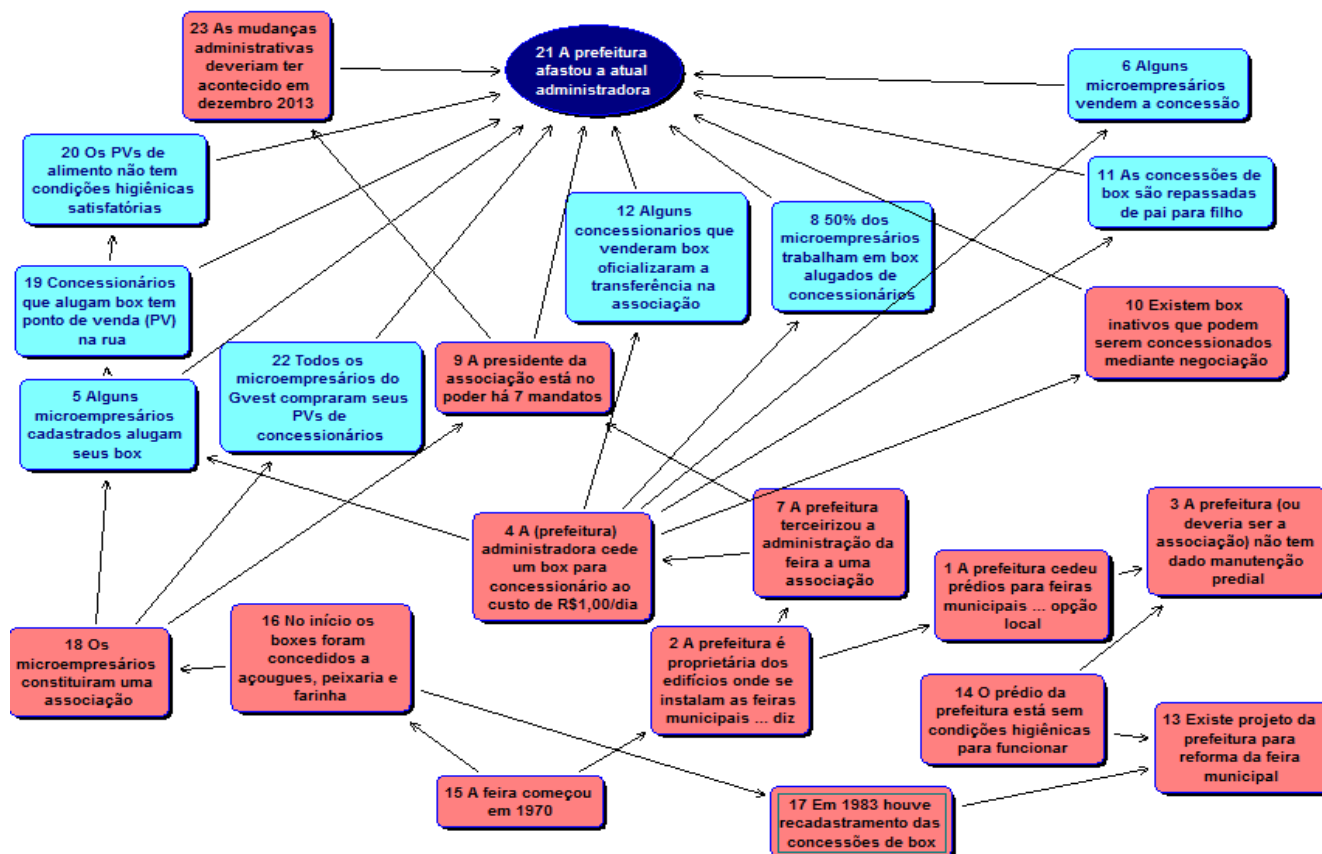 23 As mudanças
administrativas
deveriam ter
acontecido em
dezembro 2013
21 A prefeitura
afastou a atual
administradora
6 Alguns
microempresários
vendem a concessão
20 Os PVs de
alimento não tem
condições higiênicas
satisfatórias
12 Alguns
concessionarios que
venderam box
oficializaram a
transferência na
associação
8 50% dos
microempresários
trabalham em box
alugados de
concessionários
11 As concessões de
box são repassadas
de pai para filho
19 Concessionários
que alugam box tem
ponto de venda (PV)
na rua
10 Existem box
inativos que podem
serem concessionados
mediante negociação
22 Todos os
microempresários do
Gvest compraram seus
PVs de
concessionários
9 A presidente da
associação está no
poder há 7 mandatos
5 Alguns
microempresários
cadastrados alugam
seus box
4 A (prefeitura)
administradora cede
um box para
concessionário ao
custo de R$1,00/dia
7 A prefeitura
terceirizou a
administração da
feira a uma
associação
3 A prefeitura (ou
deveria ser a
associação) não tem
dado manutenção
predial
1 A prefeitura cedeu
prédios para feiras
municipais ... opção
local
18 Os
microempresários
constituiram uma
associação
16 No início os
boxes foram
concedidos a
açougues, peixaria e
farinha
2 A prefeitura é
proprietária dos
edifícios onde se
instalam as feiras
municipais ... diz
14 O prédio da
prefeitura está sem
condições higiênicas
para funcionar
13 Existe projeto da
prefeitura para
reforma da feira
municipal
15 A feira começou
em 1970
17 Em 1983 houve
recadastramento das
concessões de box